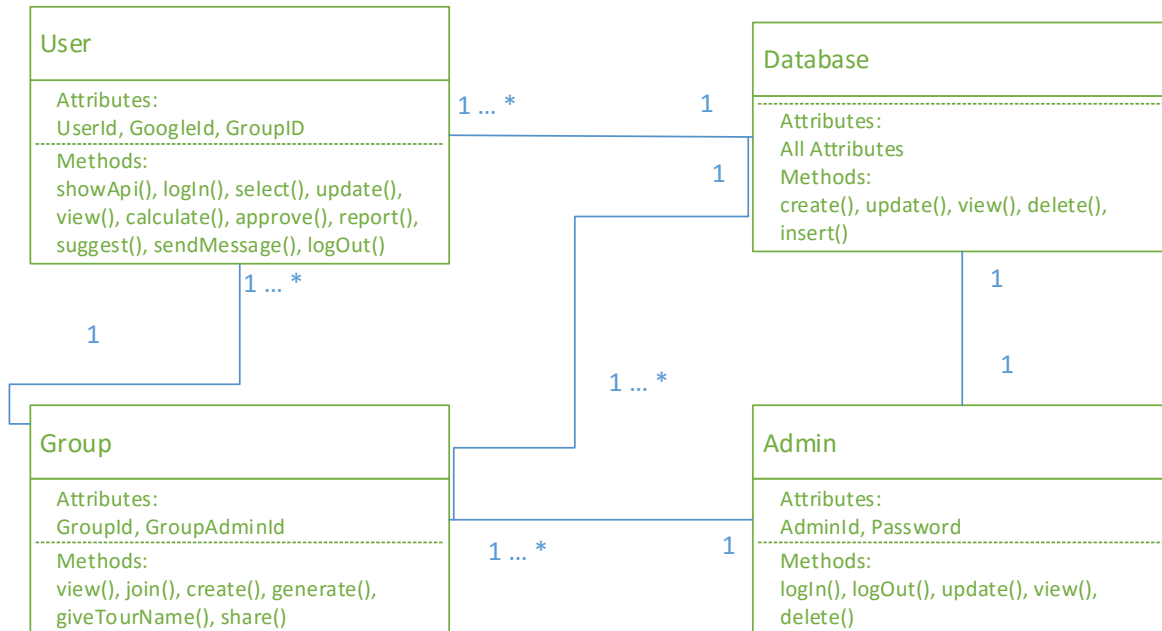 User
Attributes:
UserId, GoogleId, GroupID
Methods:
showApi(), logIn(), select(), update(),
view(), calculate(), approve(), report(),
suggest(), sendMessage(), logOut()
1 ... *
1
Database
Attributes:
All Attributes
Methods:
create(), update(), view(), delete(),
insert()
1
1 ... *
1
1
1
1 ... *
Group
Attributes:
GroupId, GroupAdminId
Methods:
view(), join(), create(), generate(),
giveTourName(), share()
1 ... *
1
Admin
Attributes:
AdminId, Password
Methods:
logIn(), logOut(), update(), view(),
delete()